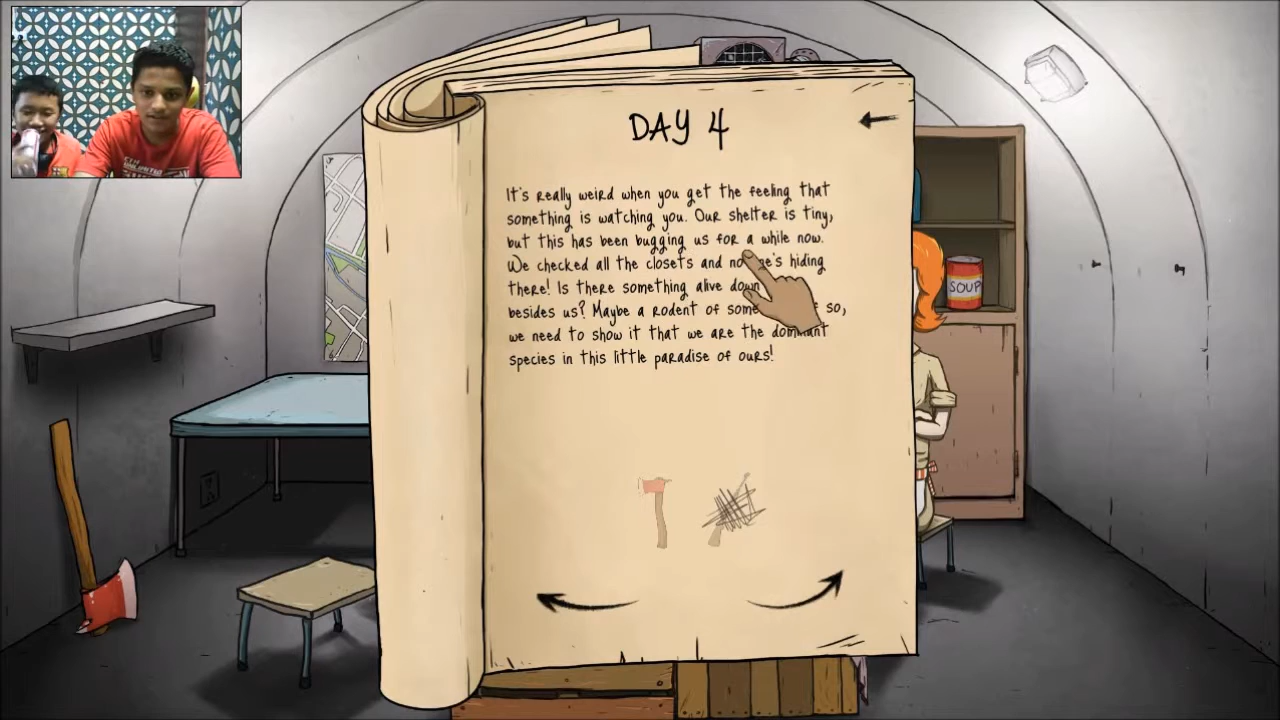 DAY 4
It's really weird when you get the feeling that
something is watching you. Our shelter is tiny,
but this has been bugging us for a while now.
We checked all the closets and hiding
there! Is there something alive down
besides us? Maybe a rodent of some so,
we need to show it that we are the dominant
species in this little paradise of ours!
SOUP